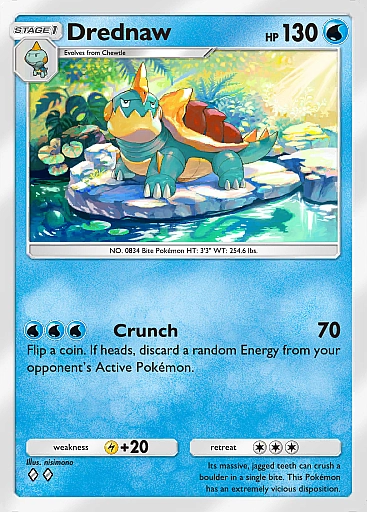 STAGE 1 Drednaw HP 130
Evolves from Chewtle
NO. 0834 Bite Pokémon HT: 3'3" WT: 254.6 lbs.
Crunch 70
Flip a coin. If heads, discard a random Energy from your
opponent's Active Pokémon.
weakness +20 retreat
Illus. nisimono
Its massive, jagged teeth can crush a
boulder in a single bite. This Pokémon
has an extremely vicious disposition.